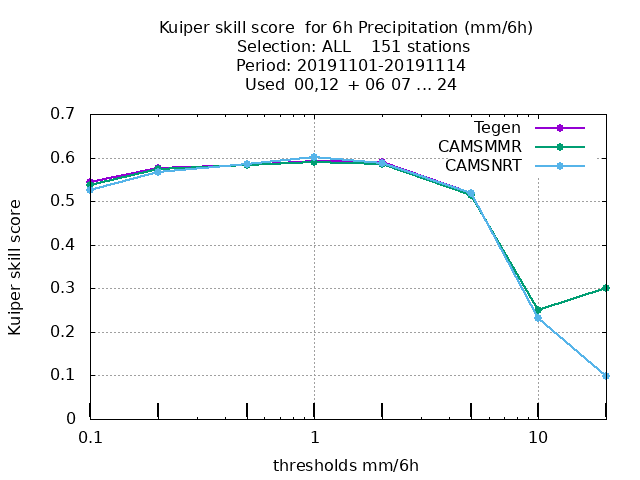 Kuiper skill score  for 6h Precipitation (mm/6h)
Selection: ALL    151 stations
Period: 20191101-20191114
Used  00,12  + 06 07 ... 24
0.7
0.6
0.5
0.4
0.3
0.2
0.1
0
Kuiper skill score
Tegen
CAMSMMR
CAMSNRT
0.1 1 10
thresholds mm/6h